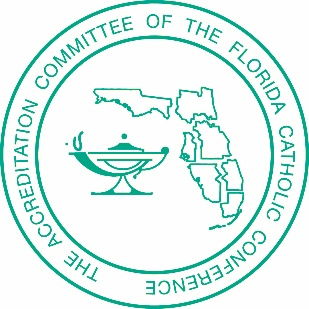 THE ACCREDITATION COMMITTEE OF THE FLORIDA CATHOLIC CONFERENCE